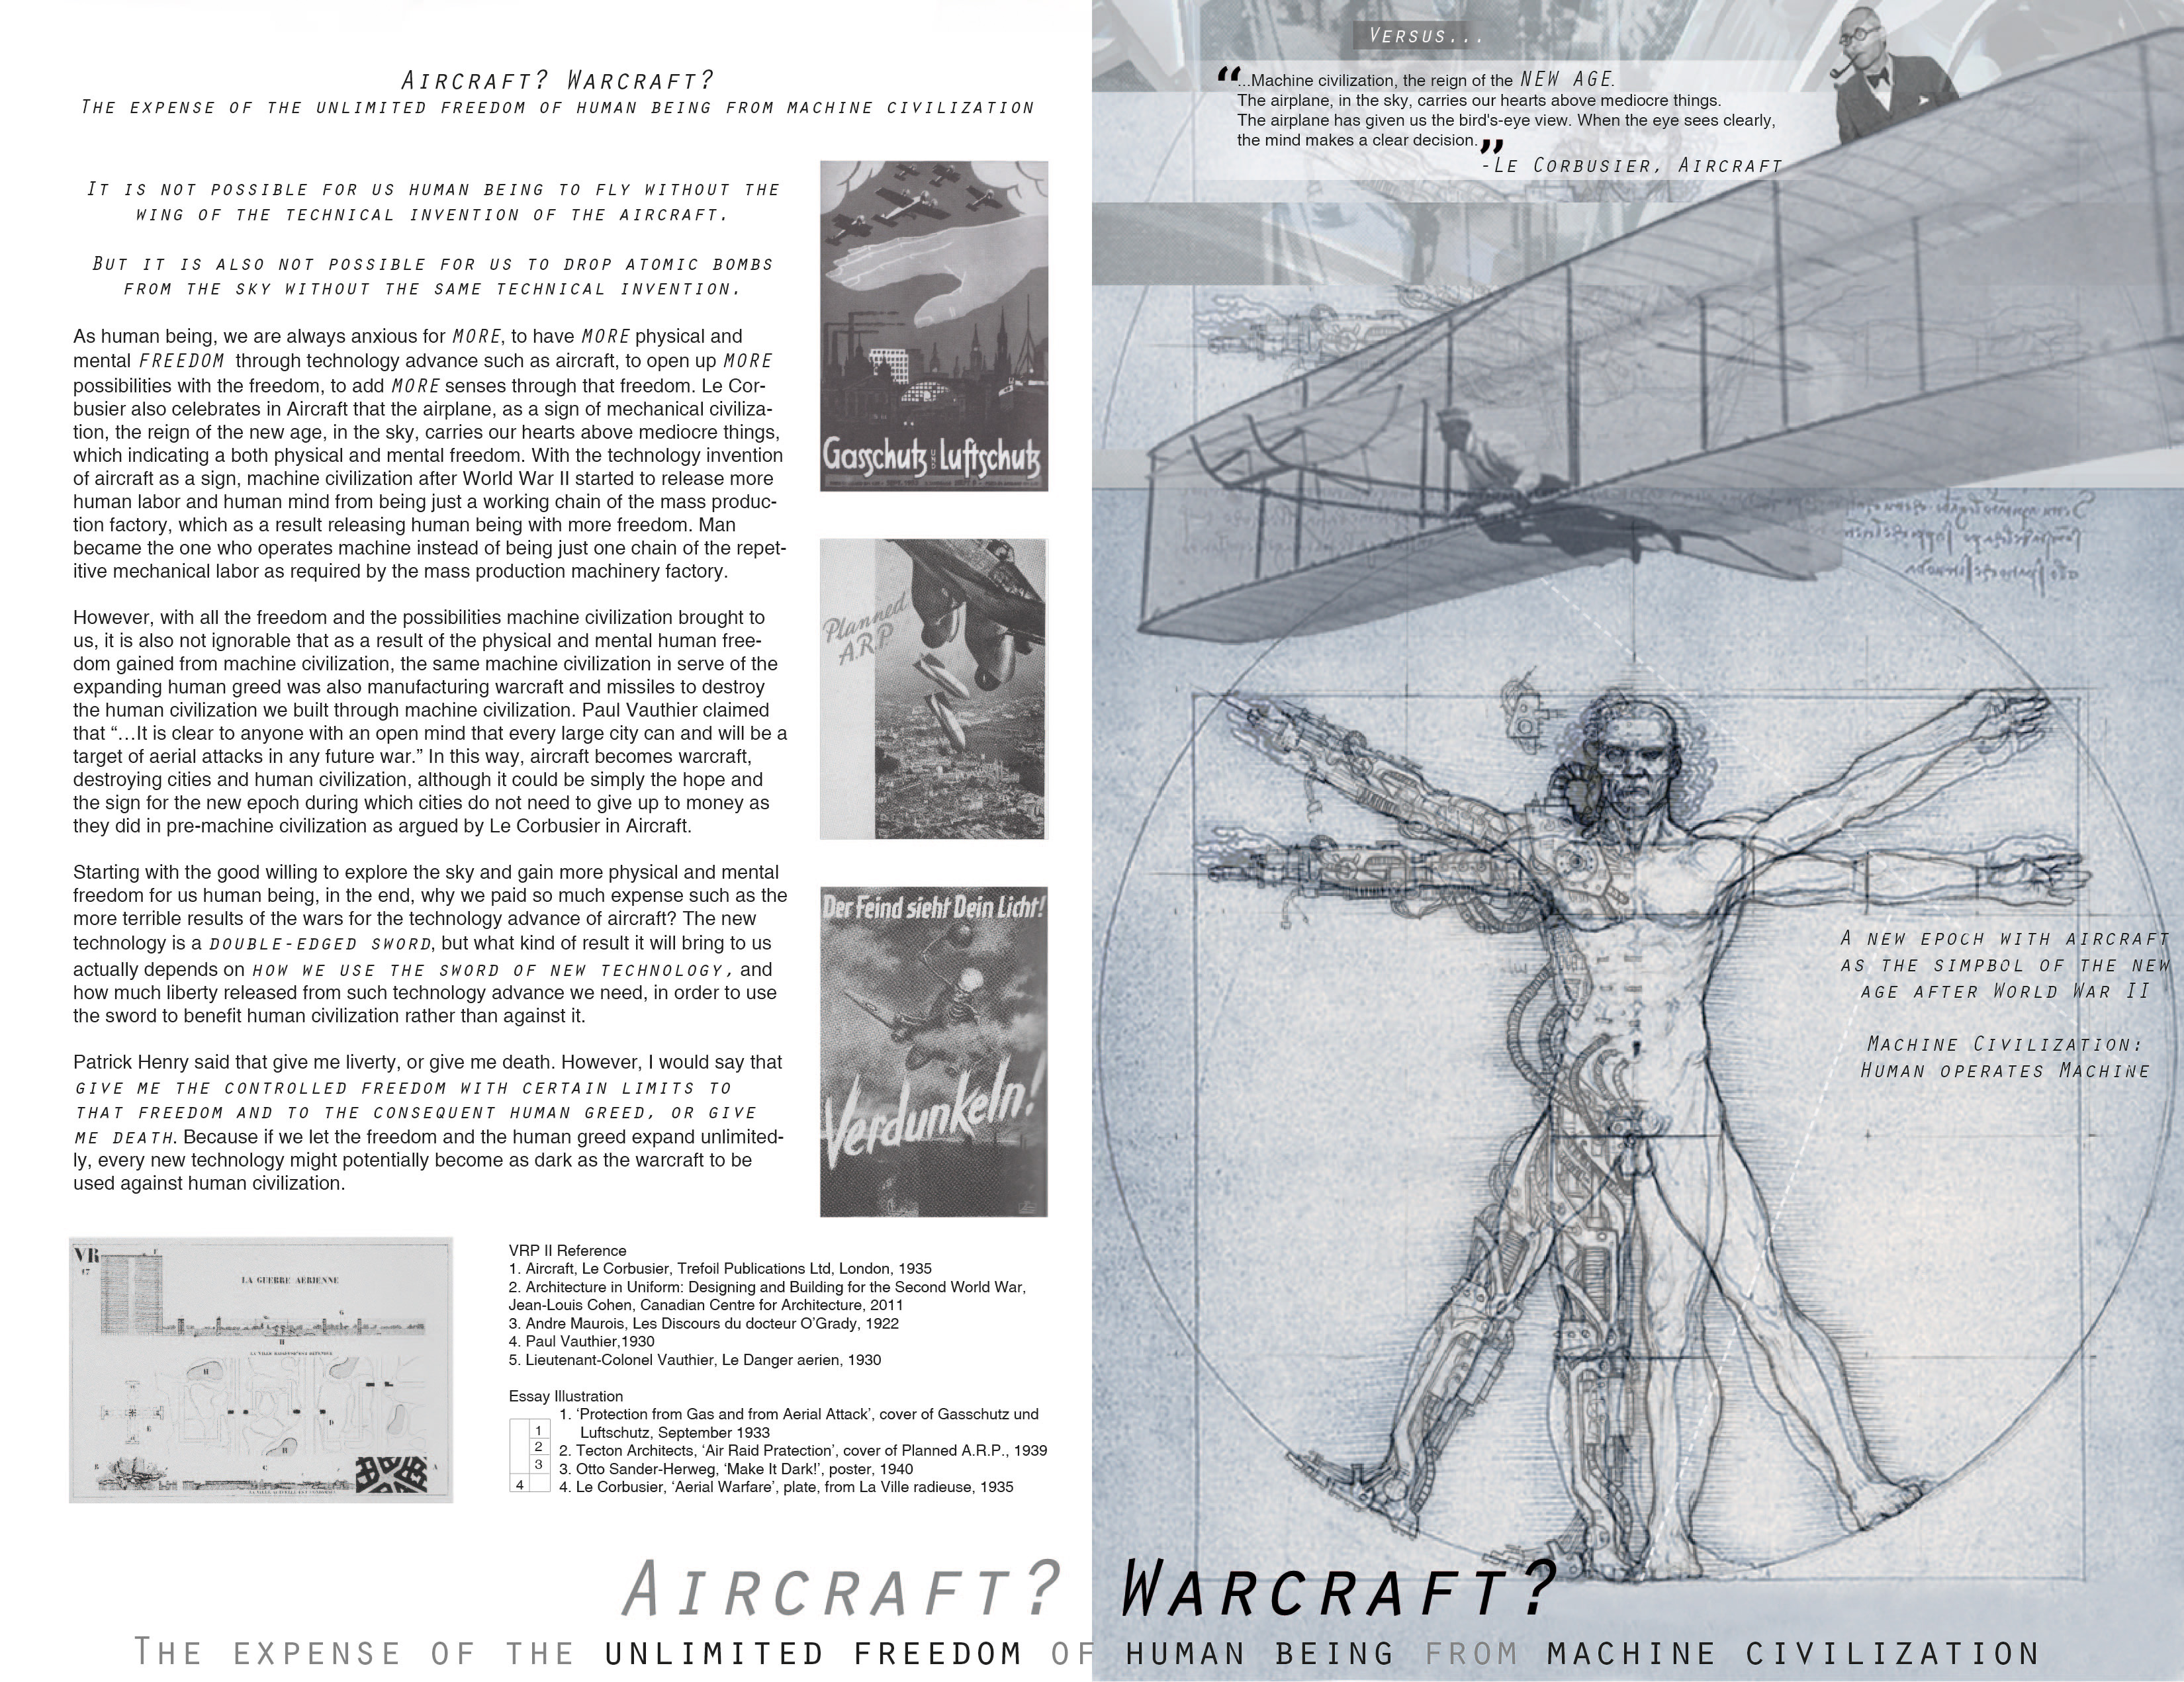 Aircraft? Warcraft?
The expense of the unlimited freedom of human being from machine civilization
It is not possible for us human being to fly without the
wing of the technical invention of the aircraft.
But it is also not possible for us to drop atomic bombs
from the sky without the same technical invention.
As human being, we are always anxious for MORE, to have MORE physical and
mental FREEDOM through technology advance such as aircraft, to open up MORE
possibilities with the freedom, to add MORE senses through that freedom. Le Cor-
busier also celebrates in Aircraft that the airplane, as a sign of mechanical civiliza-
tion, the reign of the new age, in the sky, carries our hearts above mediocre things,
which indicating a both physical and mental freedom. With the technology invention
of aircraft as a sign, machine civilization after World War II started to release more
human labor and human mind from being just a working chain of the mass produc-
tion factory, which as a result releasing human being with more freedom. Man
became the one who operates machine instead of being just one chain of the repet-
itive mechanical labor as required by the mass production machinery factory.
However, with all the freedom and the possibilities machine civilization brought to
us, it is also not ignorable that as a result of the physical and mental human free-
dom gained from machine civilization, the same machine civilization in serve of the
expanding human greed was also manufacturing warcraft and missiles to destroy
the human civilization we built through machine civilization. Paul Vauthier claimed
that “…It is clear to anyone with an open mind that every large city can and will be a
target of aerial attacks in any future war.” In this way, aircraft becomes warcraft,
destroying cities and human civilization, although it could be simply the hope and
the sign for the new epoch during which cities do not need to give up to money as
they did in pre-machine civilization as argued by Le Corbusier in Aircraft.
Starting with the good willing to explore the sky and gain more physical and mental
freedom for us human being, in the end, why we paid so much expense such as the
more terrible results of the wars for the technology advance of aircraft? The new
technology is a DOUBLE-EDGED SWORD, but what kind of result it will bring to us
actually depends on HOW WE USE THE SWORD OF NEW TECHNOLOGY, and
how much liberty released from such technology advance we need, in order to use
the sword to benefit human civilization rather than against it.
Patrick Henry said that give me liverty, or give me death. However, I would say that
GIVE ME THE CONTROLLED FREEDOM WITH CERTAIN LIMITS TO
THAT FREEDOM AND TO THE CONSEQUENT HUMAN GREED, OR GIVE
ME DEATH. Because if we let the freedom and the human greed expand unlimited-
ly, every new technology might potentially become as dark as the warcraft to be
used against human civilization.
Gasschutz und Luftschutz
Planned
A.R.P.
Der Feind sieht Dein Licht!
Verdunkeln!
VR
17
LA GUERRE AERIENNE
VRP II Reference
1. Aircraft, Le Corbusier, Trefoil Publications Ltd, London, 1935
2. Architecture in Uniform: Designing and Building for the Second World War,
Jean-Louis Cohen, Canadian Centre for Architecture, 2011
3. Andre Maurois, Les Discours du docteur O’Grady, 1922
4. Paul Vauthier,1930
5. Lieutenant-Colonel Vauthier, Le Danger aerien, 1930
Essay Illustration
1
2
3
4
1. ‘Protection from Gas and from Aerial Attack’, cover of Gasschutz und
Luftschutz, September 1933
2. Tecton Architects, ‘Air Raid Pratection’, cover of Planned A.R.P., 1939
3. Otto Sander-Herweg, ‘Make It Dark!’, poster, 1940
4. Le Corbusier, ‘Aerial Warfare’, plate, from La Ville radieuse, 1935
Versus...
“...Machine civilization, the reign of the NEW AGE.
The airplane, in the sky, carries our hearts above mediocre things.
The airplane has given us the bird's-eye view. When the eye sees clearly,
the mind makes a clear decision.”
-Le Corbusier, Aircraft
A new epoch with aircraft
as the simpbol of the new
age after World War II
Machine Civilization:
Human operates Machine
Aircraft? Warcraft?
The expense of the unlimited freedom of human being from machine civilization